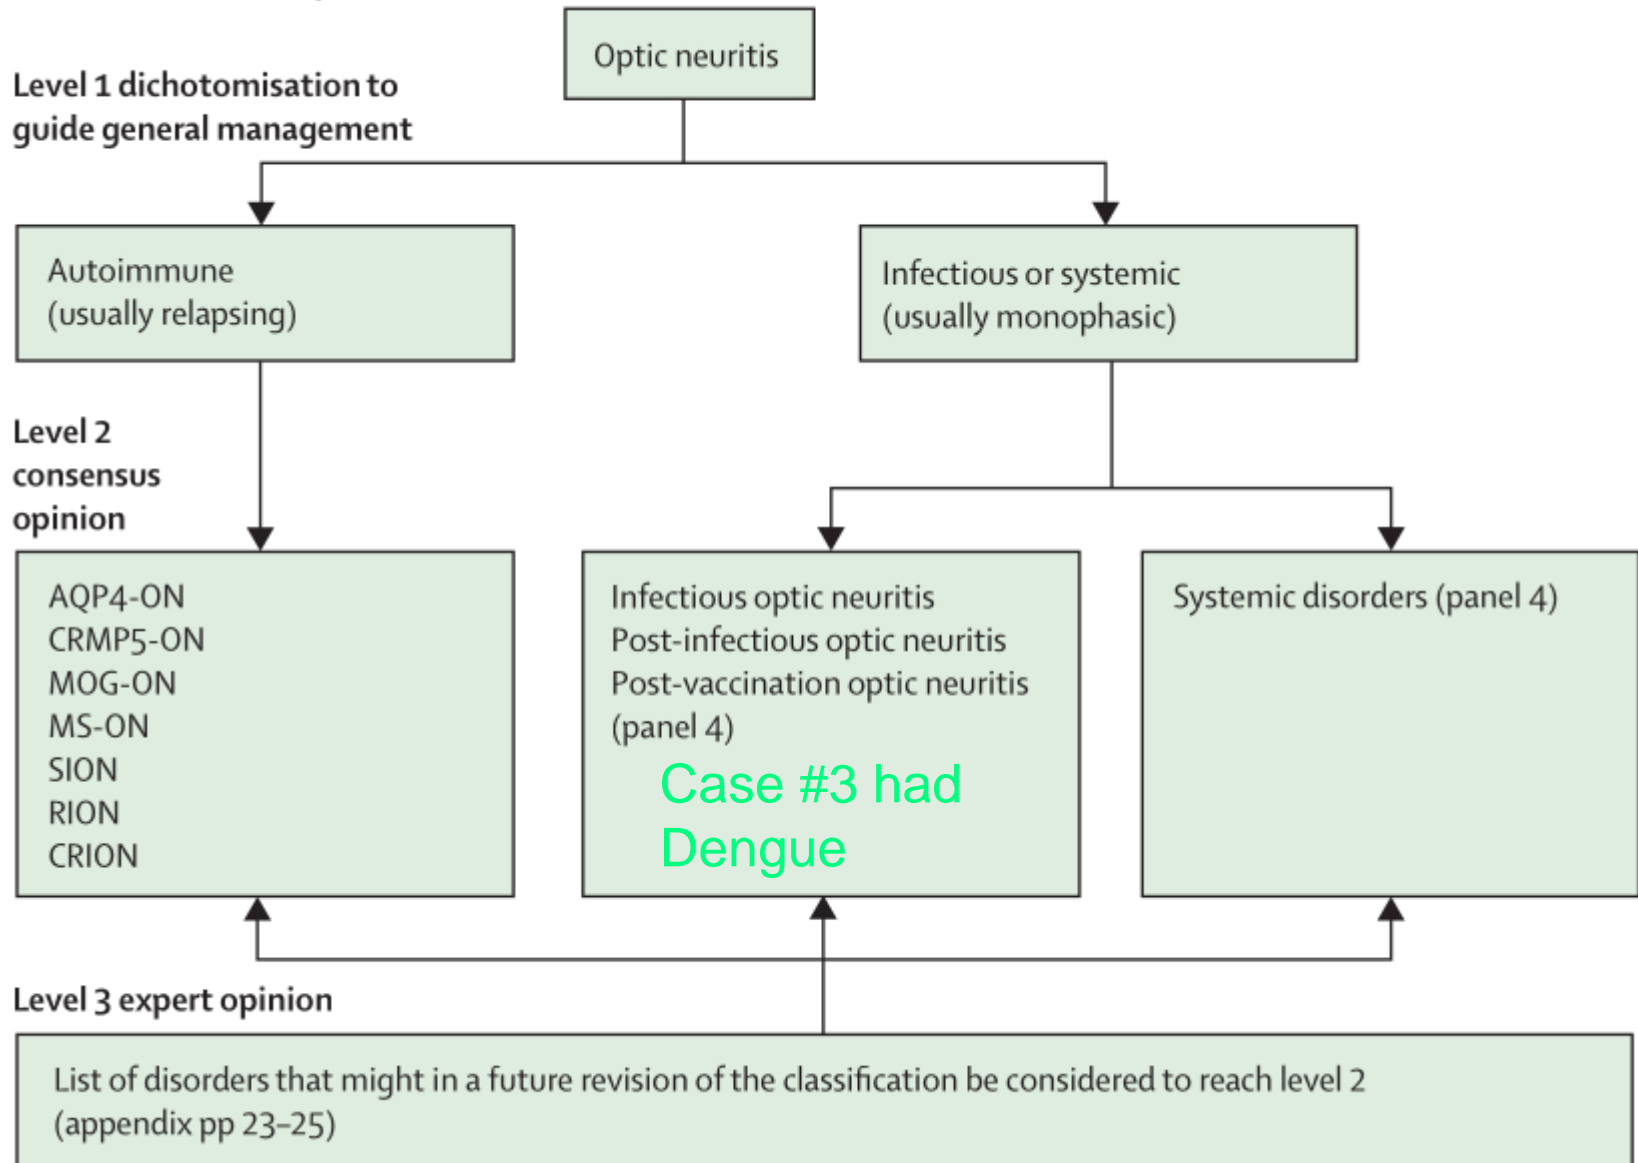 Optic neuritis
Level 1 dichotomisation to
guide general management
Autoimmune
(usually relapsing)
Infectious or systemic
(usually monophasic)
Level 2
consensus
opinion
AQP4-ON
CRMP5-ON
MOG-ON
MS-ON
SION
RION
CRION
Infectious optic neuritis
Post-infectious optic neuritis
Post-vaccination optic neuritis
(panel 4)
Case #3 had
Dengue
Systemic disorders (panel 4)
Level 3 expert opinion
List of disorders that might in a future revision of the classification be considered to reach level 2
(appendix pp 23–25)